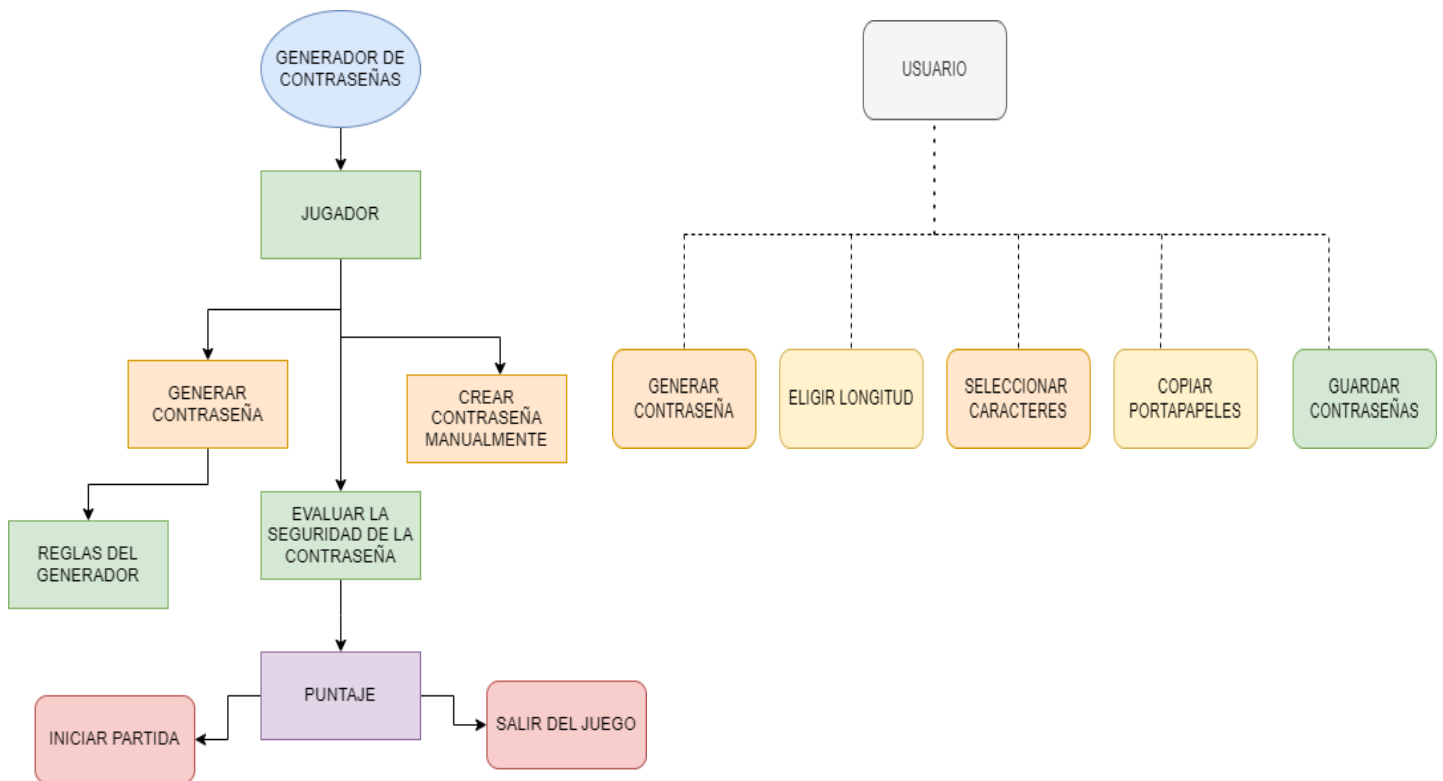 GENERADOR DE
CONTRASEÑAS
USUARIO
JUGADOR
GENERAR
CONTRASEÑA
CREAR
CONTRASEÑA
MANUALMENTE
GENERAR
CONTRASEÑA
ELIGIR LONGITUD
SELECCIONAR
CARACTERES
COPIAR
PORTAPAPELES
GUARDAR
CONTRASEÑAS
REGLAS DEL
GENERADOR
EVALUAR LA
SEGURIDAD DE LA
CONTRASEÑA
PUNTAJE
INICIAR PARTIDA
SALIR DEL JUEGO